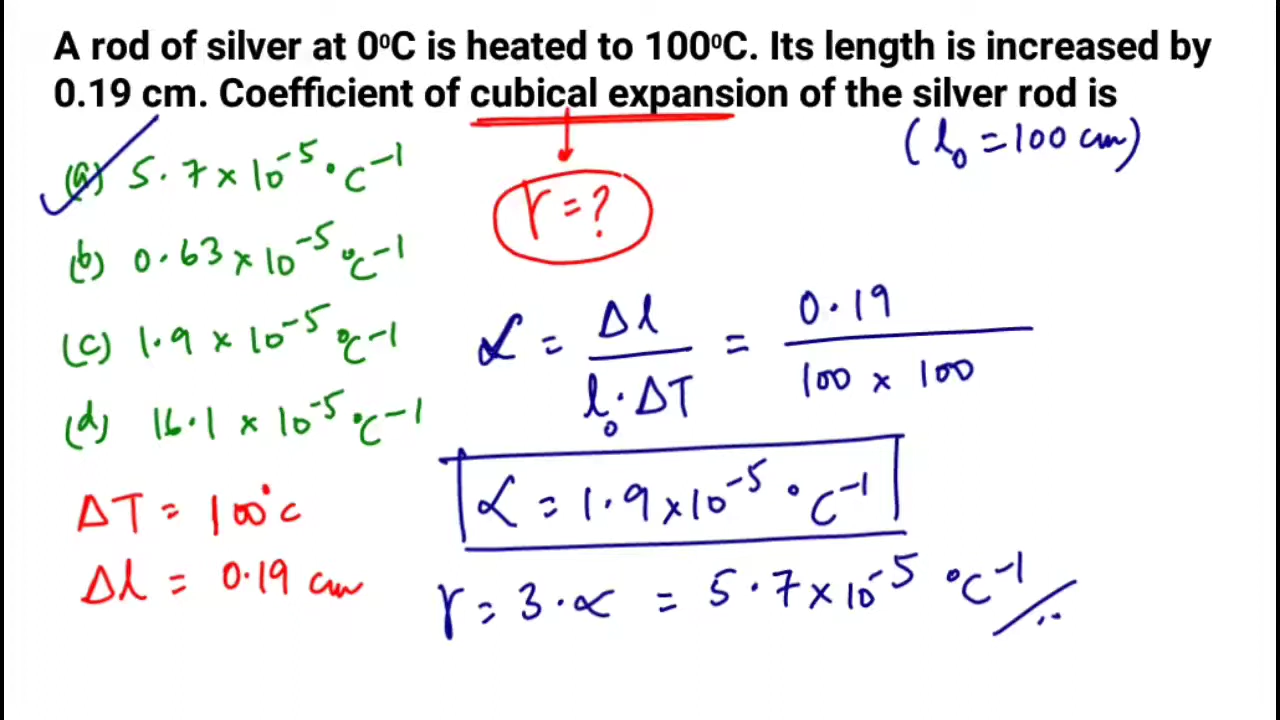 A rod of silver at 0⁰C is heated to 100⁰C. Its length is increased by
0.19 cm. Coefficient of cubical expansion of the silver rod is
(l₀ = 100 cm)
(a) 5.7 × 10⁻⁵ °C⁻¹
(b) 0.63 × 10⁻⁵ °C⁻¹
(c) 1.9 × 10⁻⁵ °C⁻¹
(d) 16.1 × 10⁻⁵ °C⁻¹
ΔT = 100°C
Δl = 0.19 cm
γ = ?
α = Δl / l₀·ΔT = 0.19 / 100 × 100
α = 1.9 × 10⁻⁵ °C⁻¹
γ = 3·α = 5.7 × 10⁻⁵ °C⁻¹